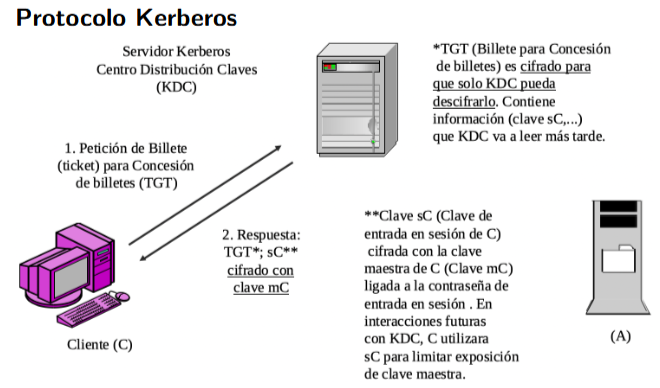 Protocolo Kerberos
Servidor Kerberos
Centro Distribución Claves
(KDC)
*TGT (Billete para Concesión
de billetes) es cifrado para
que solo KDC pueda
descifrarlo. Contiene
información (clave sC,...)
que KDC va a leer más tarde.
1. Petición de Billete
(ticket) para Concesión
de billetes (TGT)
2. Respuesta:
TGT*; sC**
cifrado con
clave mC
**Clave sC (Clave de
entrada en sesión de C)
cifrada con la clave
maestra de C (Clave mC)
ligada a la contraseña de
entrada en sesión . En
interacciones futuras
con KDC, C utilizara
sC para limitar exposición
de clave maestra.
Cliente (C)
(A)